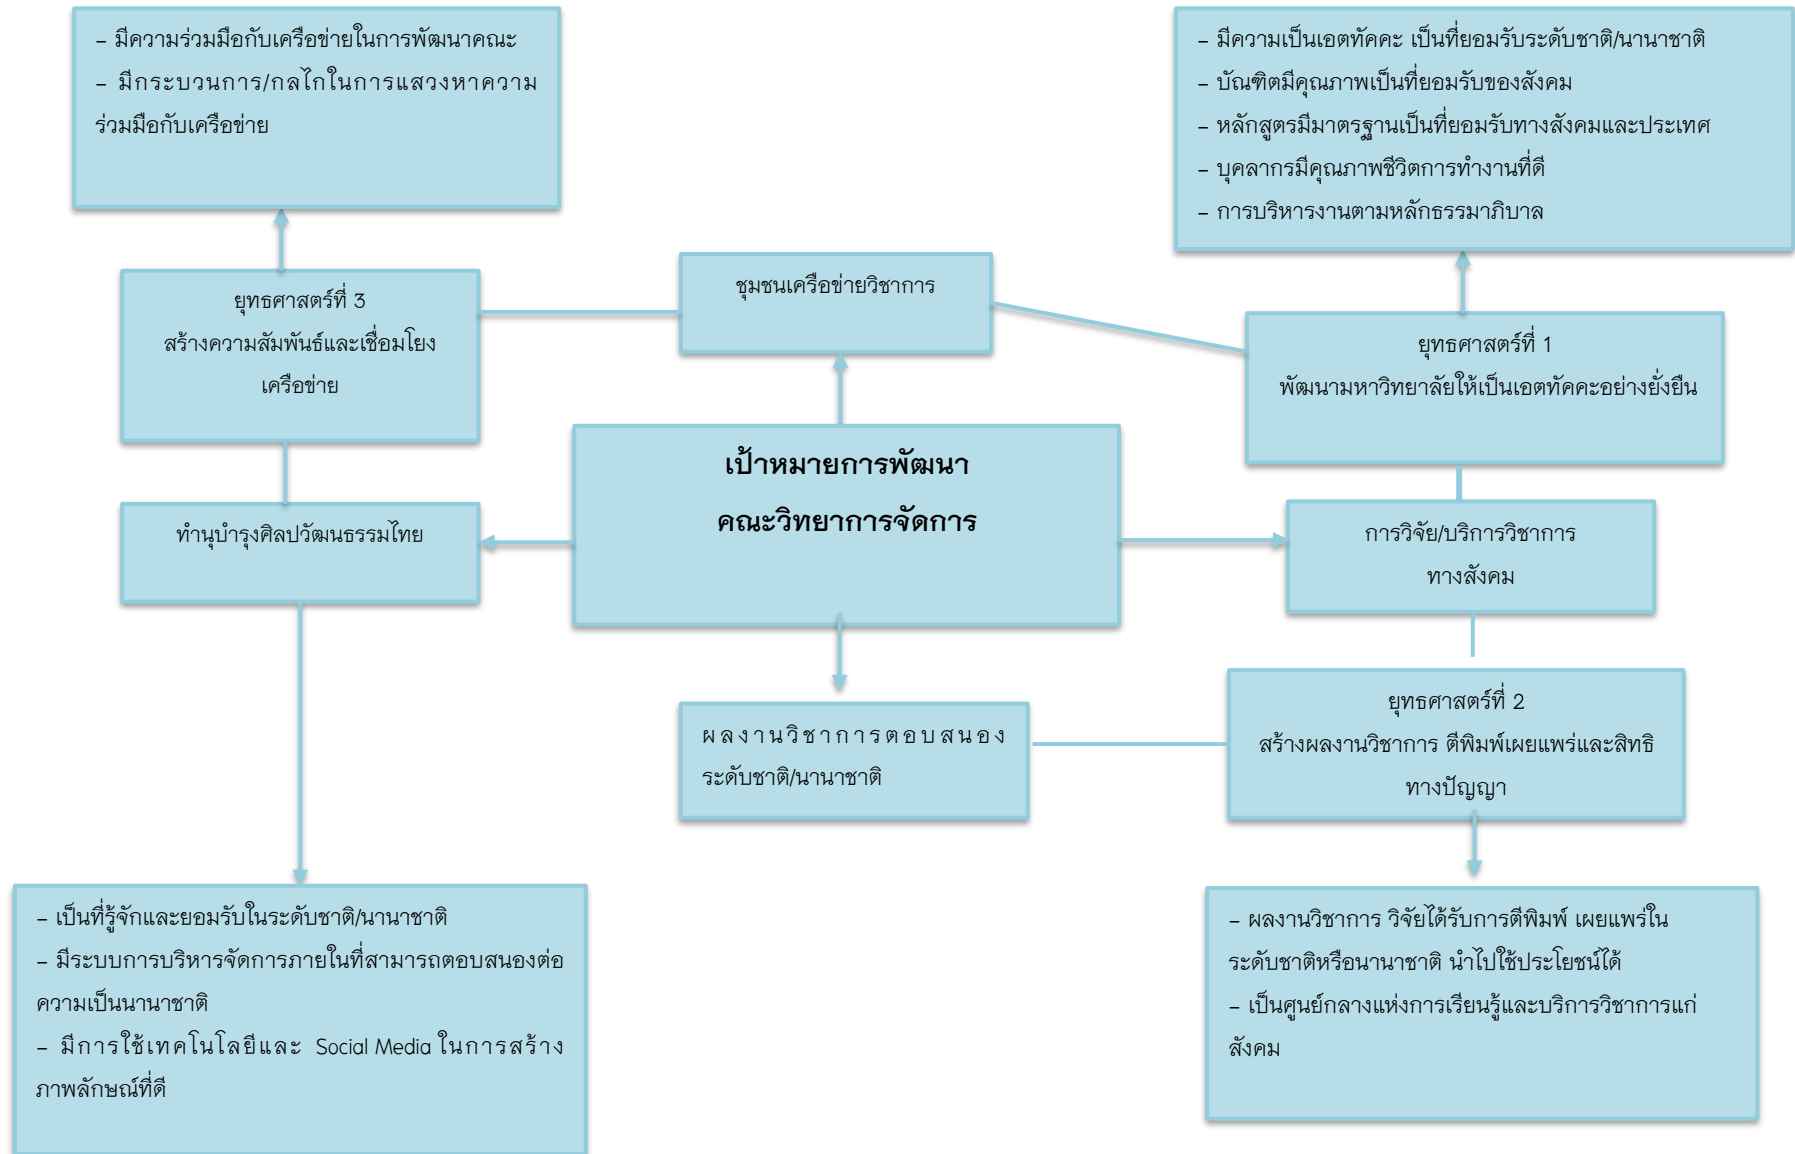 – มีความร่วมมือกับเครือข่ายในการพัฒนาคณะ
– มีกระบวนการ/กลไกในการแสวงหาความ
ร่วมมือกับเครือข่าย
– มีความเป็นเอตทัคคะ เป็นที่ยอมรับระดับชาติ/นานาชาติ
– บัณฑิตมีคุณภาพเป็นที่ยอมรับของสังคม
– หลักสูตรมีมาตรฐานเป็นที่ยอมรับทางสังคมและประเทศ
– บุคลากรมีคุณภาพชีวิตการทำงานที่ดี
– การบริหารงานตามหลักธรรมาภิบาล
ยุทธศาสตร์ที่ 3
สร้างความสัมพันธ์และเชื่อมโยง
เครือข่าย
ชุมชนเครือข่ายวิชาการ
ยุทธศาสตร์ที่ 1
พัฒนามหาวิทยาลัยให้เป็นเอตทัคคะอย่างยั่งยืน
เป้าหมายการพัฒนา
คณะวิทยาการจัดการ
ทำนุบำรุงศิลปวัฒนธรรมไทย
การวิจัย/บริการวิชาการ
ทางสังคม
ผลงานวิชาการตอบสนอง
ระดับชาติ/นานาชาติ
ยุทธศาสตร์ที่ 2
สร้างผลงานวิชาการ ตีพิมพ์เผยแพร่และสิทธิ
ทางปัญญา
– เป็นที่รู้จักและยอมรับในระดับชาติ/นานาชาติ
– มีระบบการบริหารจัดการภายในที่สามารถตอบสนองต่อ
ความเป็นนานาชาติ
– มีการใช้เทคโนโลยีและ Social Media ในการสร้าง
ภาพลักษณ์ที่ดี
– ผลงานวิชาการ วิจัยได้รับการตีพิมพ์ เผยแพร่ใน
ระดับชาติหรือนานาชาติ นำไปใช้ประโยชน์ได้
– เป็นศูนย์กลางแห่งการเรียนรู้และบริการวิชาการแก่
สังคม